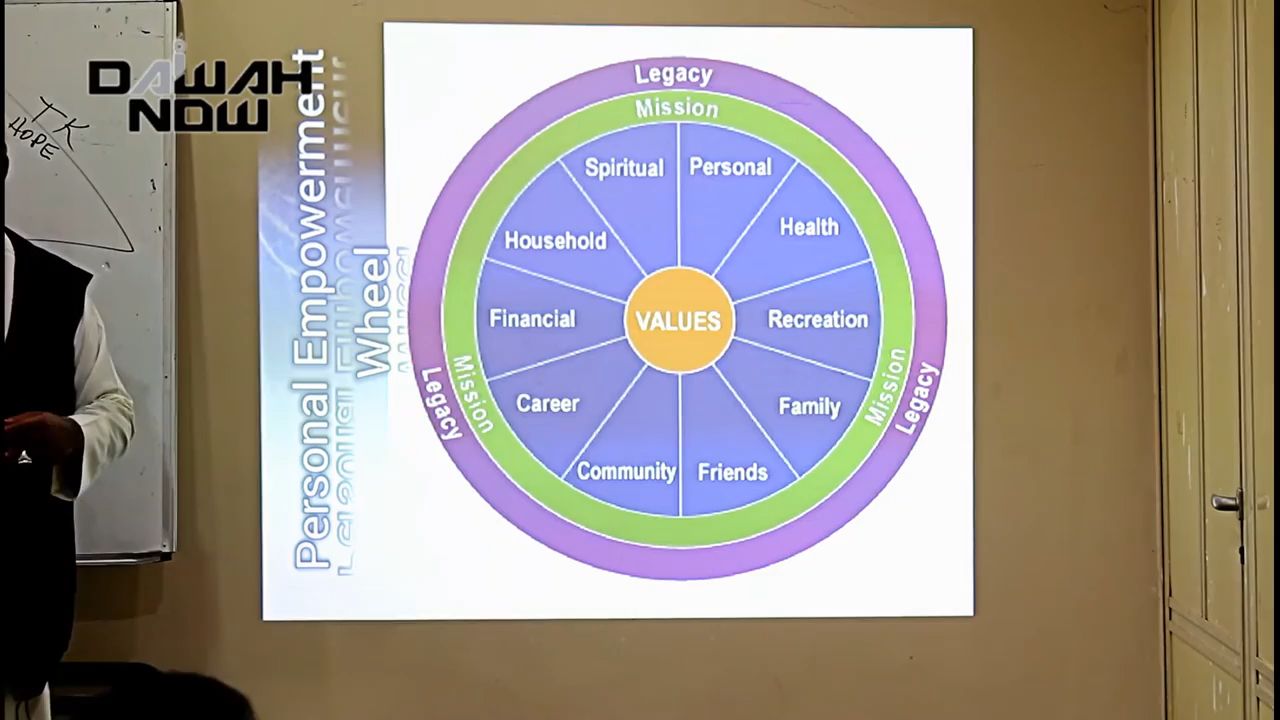 DAWAH
NOW
TK
HOPE
Personal Empowerment
Wheel
Legacy
Mission
Spiritual
Personal
Household
Health
Financial
VALUES
Recreation
Career
Family
Community
Friends
Mission
Legacy
Mission
Legacy